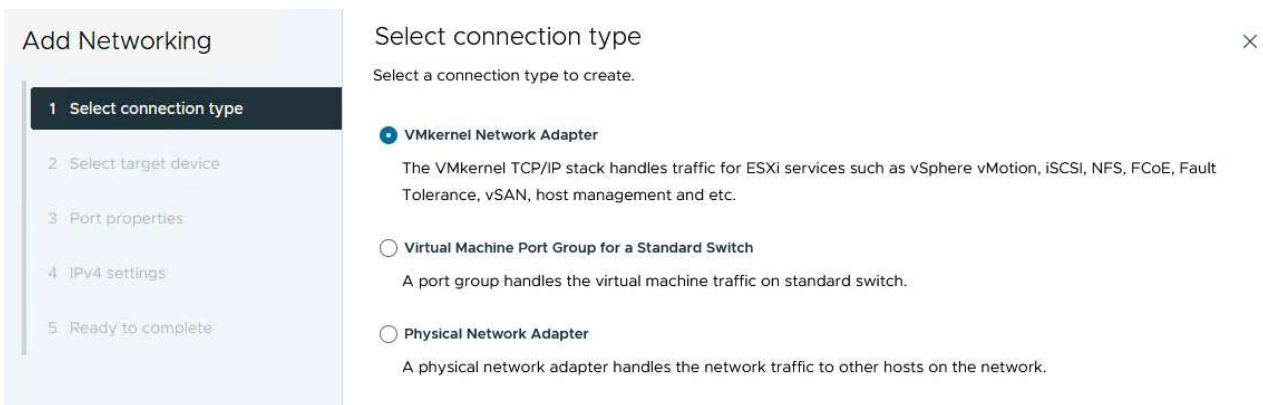 Add Networking
1 Select connection type
2 Select target device
3 Port properties
4 IPv4 settings
5 Ready to complete
Select connection type
Select a connection type to create.
VMkernel Network Adapter
The VMkernel TCP/IP stack handles traffic for ESXi services such as vSphere vMotion, iSCSI, NFS, FCoE, Fault
Tolerance, vSAN, host management and etc.
Virtual Machine Port Group for a Standard Switch
A port group handles the virtual machine traffic on standard switch.
Physical Network Adapter
A physical network adapter handles the network traffic to other hosts on the network.